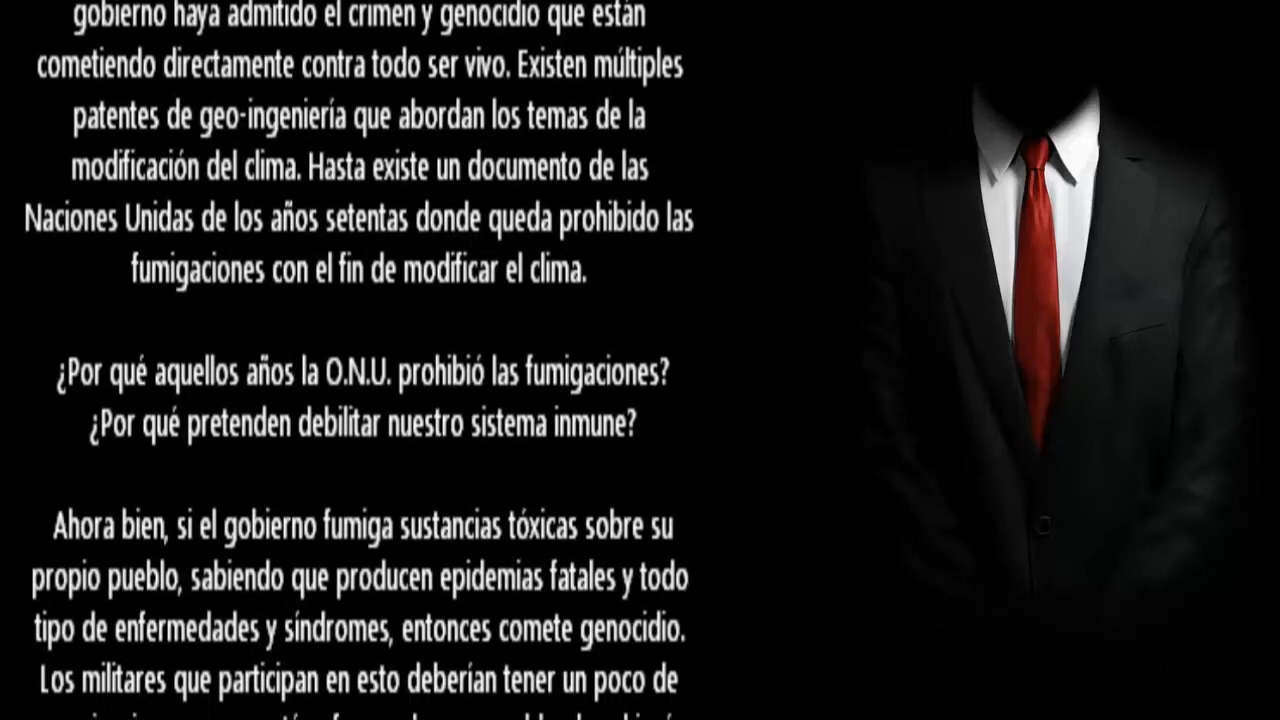 gobierno haya admitido el crimen y genocidio que están
cometiendo directamente contra todo ser vivo. Existen múltiples
patentes de geo-ingeniería que abordan los temas de la
modificación del clima. Hasta existe un documento de las
Naciones Unidas de los años setentas donde queda prohibido las
fumigaciones con el fin de modificar el clima.
¿Por qué aquellos años la O.N.U. prohibió las fumigaciones?
¿Por qué pretenden debilitar nuestro sistema inmune?
Ahora bien, si el gobierno fumiga sustancias tóxicas sobre su
propio pueblo, sabiendo que producen epidemias fatales y todo
tipo de enfermedades y síndromes, entonces comete genocidio.
Los militares que participan en esto deberían tener un poco de